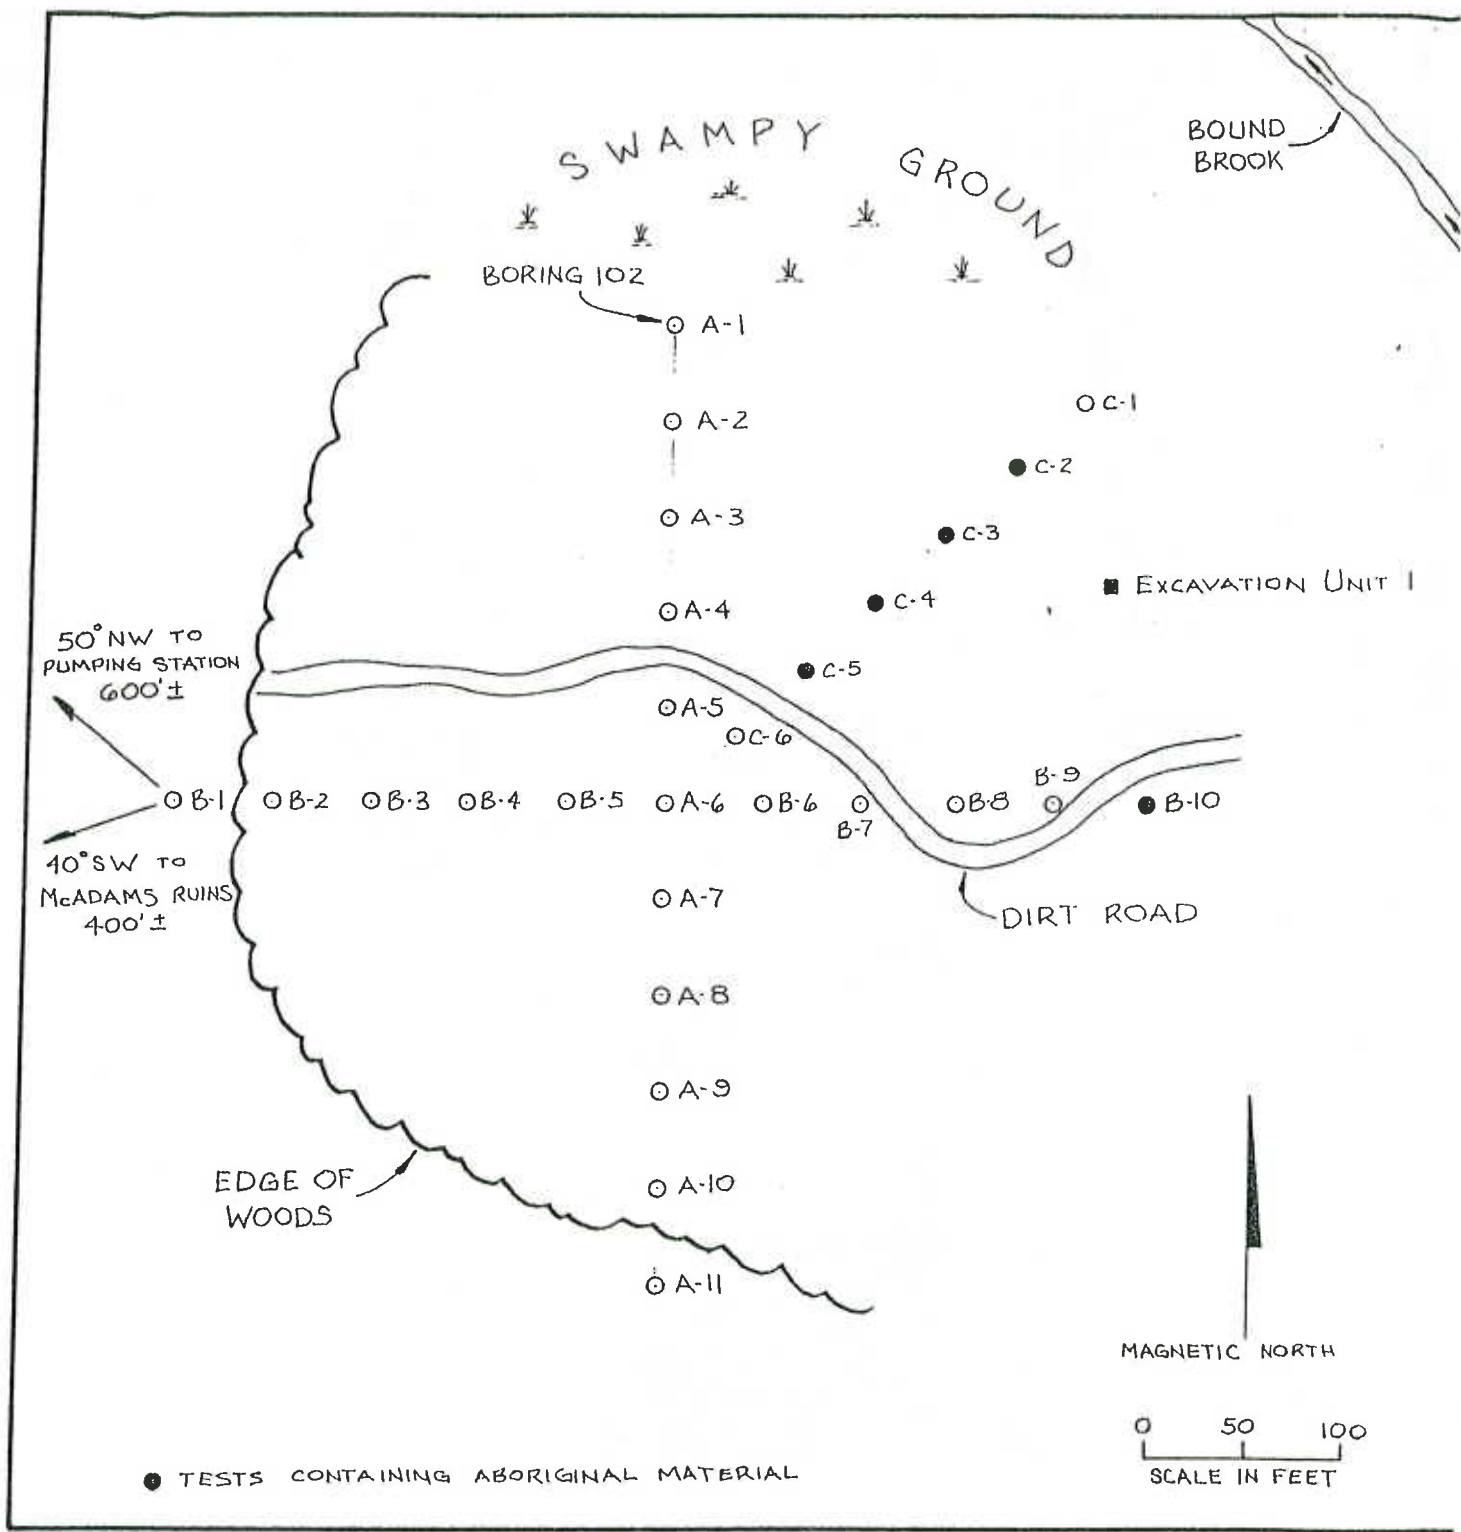 SWAMPY GROUND
BOUND
BROOK
BORING 102
A-1
C-1
A-2
C-2
A-3
C-3
EXCAVATION UNIT 1
C-4
A-4
50° NW TO
PUMPING STATION
600'±
C-5
A-5
C-6
B-9
B-1
B-2
B-3
B-4
B-5
A-6
B-6
B-8
B-10
B-7
40° SW TO
McADAMS RUINS
400'±
A-7
DIRT ROAD
A-8
A-9
EDGE OF
WOODS
A-10
A-11
MAGNETIC NORTH
0 50 100
SCALE IN FEET
TESTS CONTAINING ABORIGINAL MATERIAL